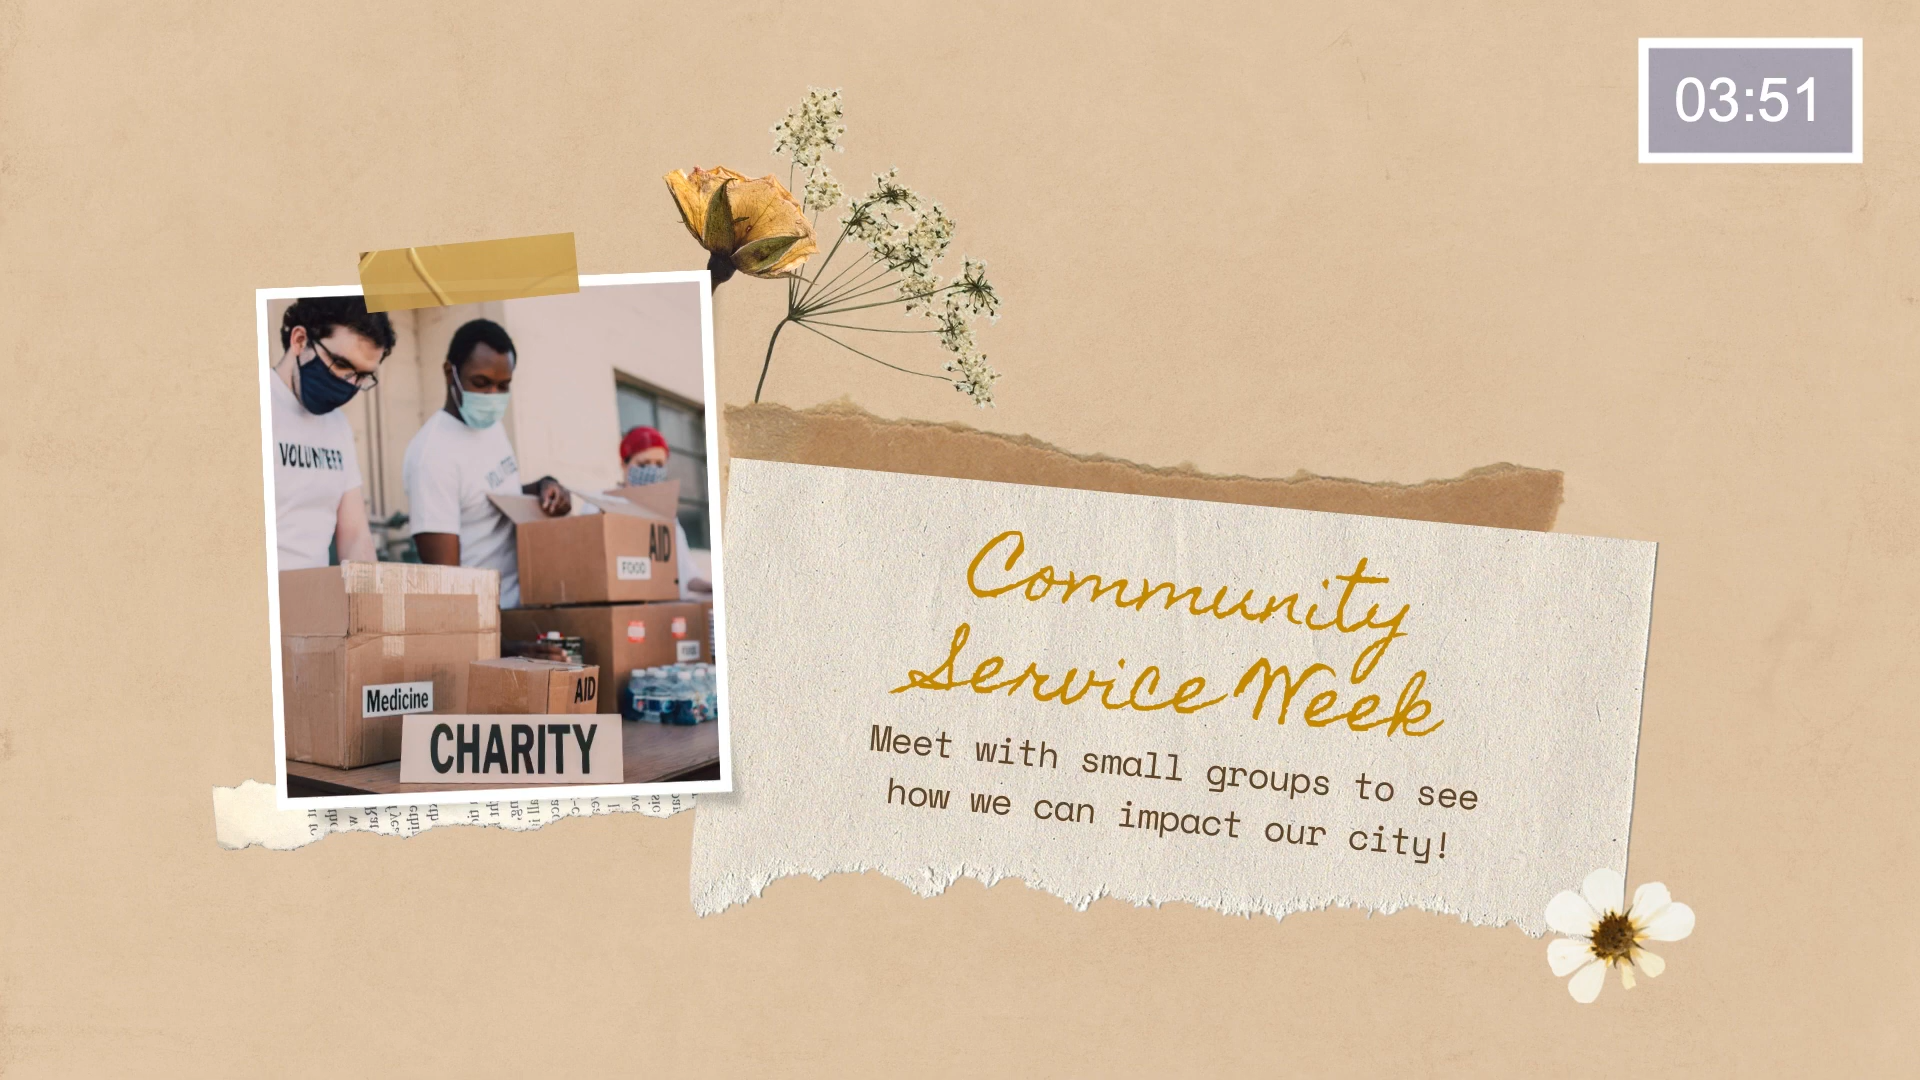 03:51
VOLUNTEER
AID
FOOD
Medicine
AID
CHARITY
Community
Service Week
Meet with small groups to see
how we can impact our city!